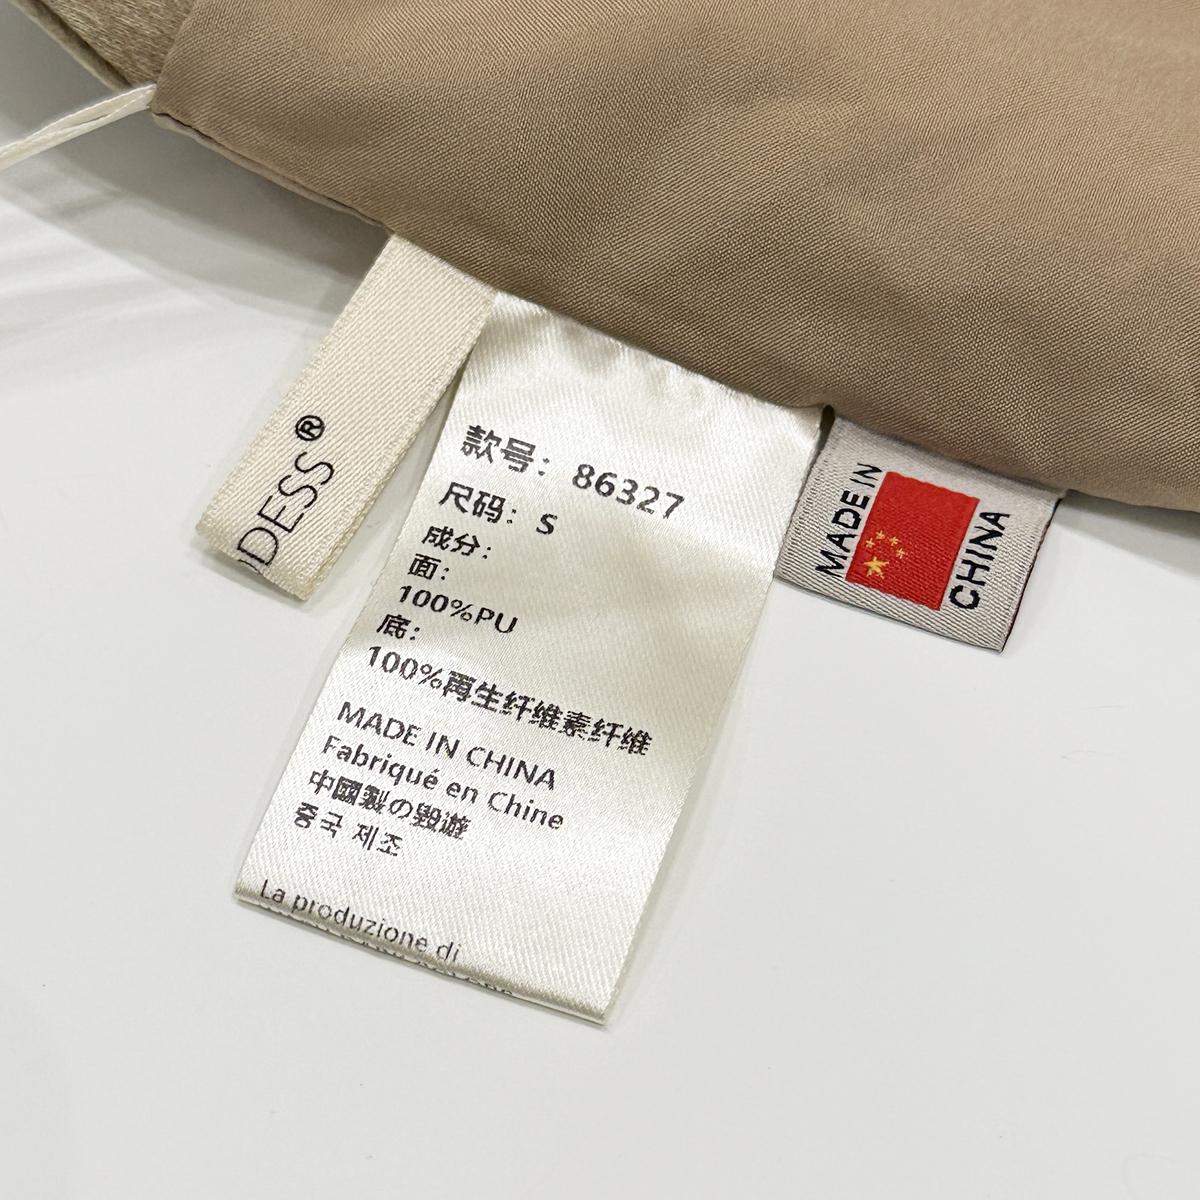 DESS®
款号：86327
尺码：S
成分：
面：
100%PU
底：
100%再生纤维素纤维
MADE IN CHINA
Fabriqué en Chine
中國製の毀遊
중국 제조
La produzione di
MADE IN
CHINA